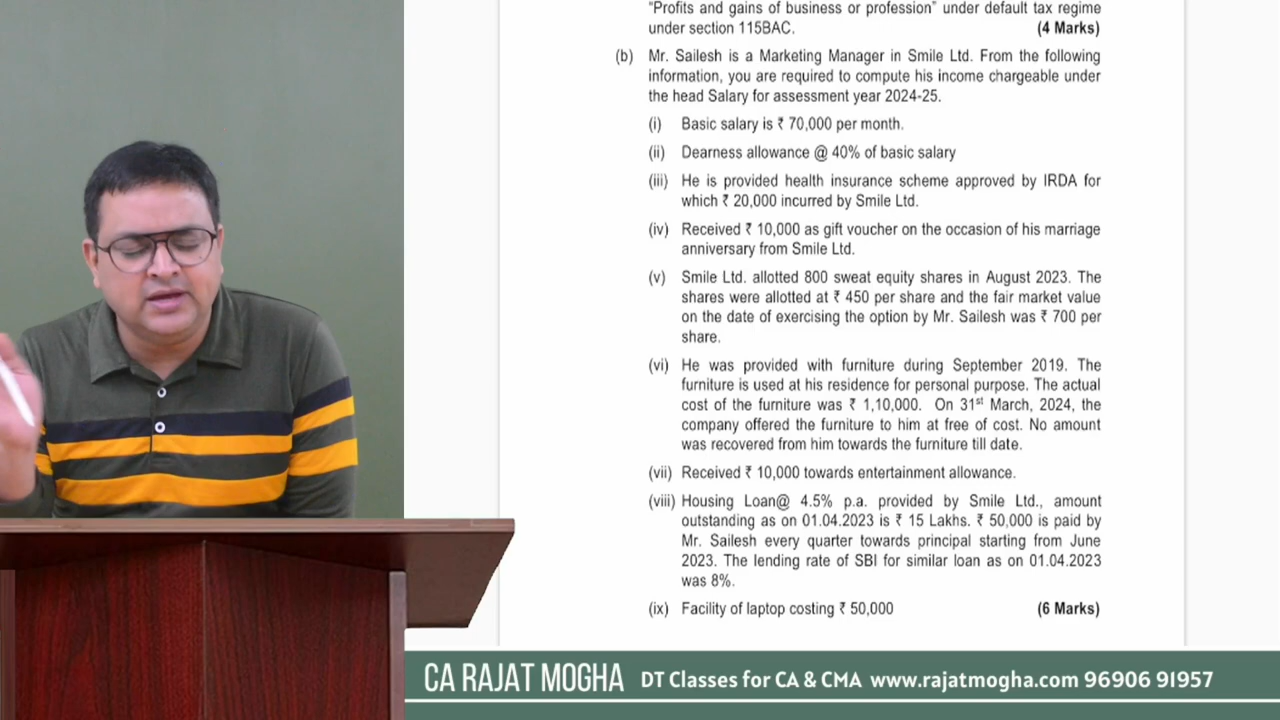 "Profits and gains of business or profession" under default tax regime
under section 115BAC. (4 Marks)
(b) Mr. Sailesh is a Marketing Manager in Smile Ltd. From the following
information, you are required to compute his income chargeable under
the head Salary for assessment year 2024-25.
(i) Basic salary is ₹ 70,000 per month.
(ii) Dearness allowance @ 40% of basic salary
(iii) He is provided health insurance scheme approved by IRDA for
which ₹ 20,000 incurred by Smile Ltd.
(iv) Received ₹ 10,000 as gift voucher on the occasion of his marriage
anniversary from Smile Ltd.
(v) Smile Ltd. allotted 800 sweat equity shares in August 2023. The
shares were allotted at ₹ 450 per share and the fair market value
on the date of exercising the option by Mr. Sailesh was ₹ 700 per
share.
(vi) He was provided with furniture during September 2019. The
furniture is used at his residence for personal purpose. The actual
cost of the furniture was ₹ 1,10,000. On 31st March, 2024, the
company offered the furniture to him at free of cost. No amount
was recovered from him towards the furniture till date.
(vii) Received ₹ 10,000 towards entertainment allowance.
(viii) Housing Loan@ 4.5% p.a. provided by Smile Ltd., amount
outstanding as on 01.04.2023 is ₹ 15 Lakhs. ₹ 50,000 is paid by
Mr. Sailesh every quarter towards principal starting from June
2023. The lending rate of SBI for similar loan as on 01.04.2023
was 8%.
(ix) Facility of laptop costing ₹ 50,000 (6 Marks)
CA RAJAT MOGHA DT Classes for CA & CMA www.rajatmogha.com 96906 91957